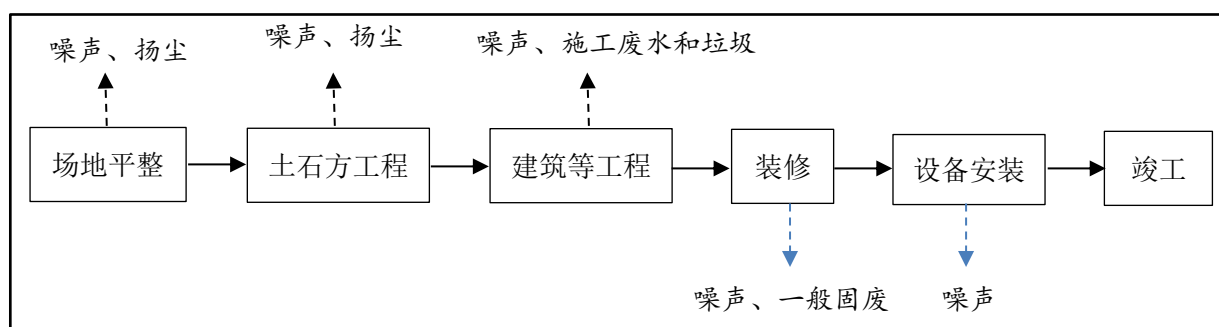 噪声、扬尘
噪声、扬尘
噪声、施工废水和垃圾
场地平整
土石方工程
建筑等工程
装修
设备安装
竣工
噪声、一般固废
噪声